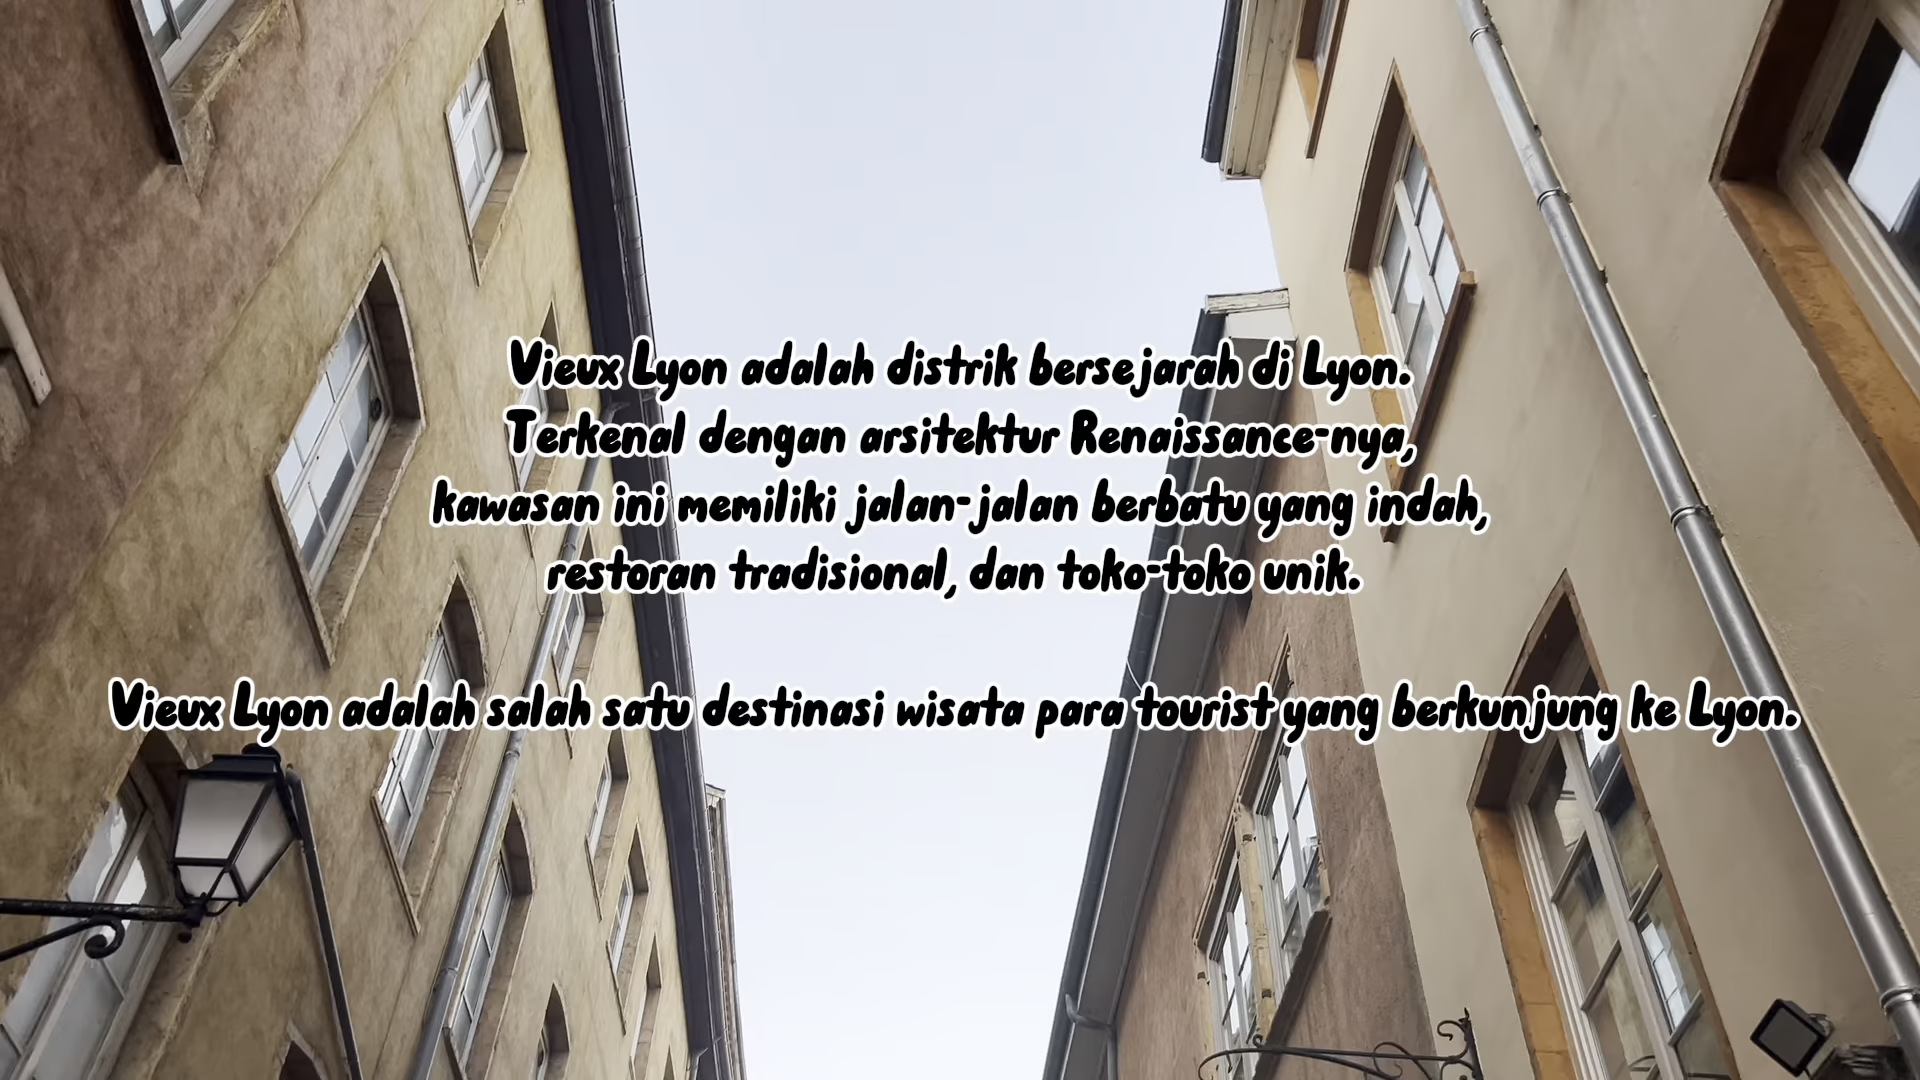 Vieux Lyon adalah distrik bersejarah di Lyon.
Terkenal dengan arsitektur Renaissance-nya,
kawasan ini memiliki jalan-jalan berbatu yang indah,
restoran tradisional, dan toko-toko unik.
Vieux Lyon adalah salah satu destinasi wisata para tourist yang berkunjung ke Lyon.